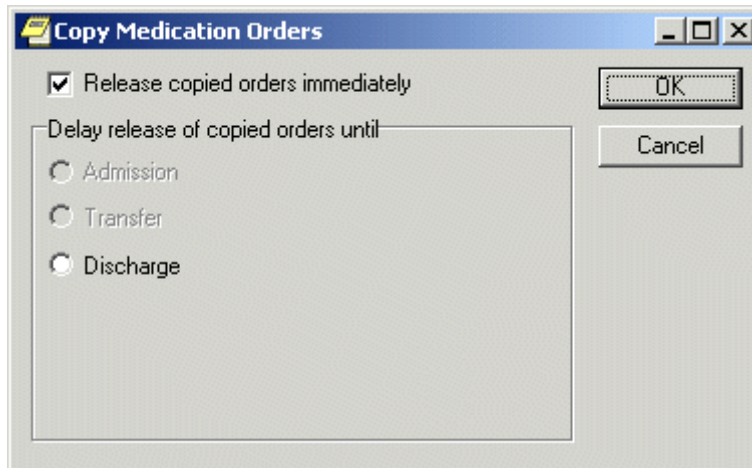 Copy Medication Orders
Release copied orders immediately
OK
Delay release of copied orders until
Cancel
Admission
Transfer
Discharge